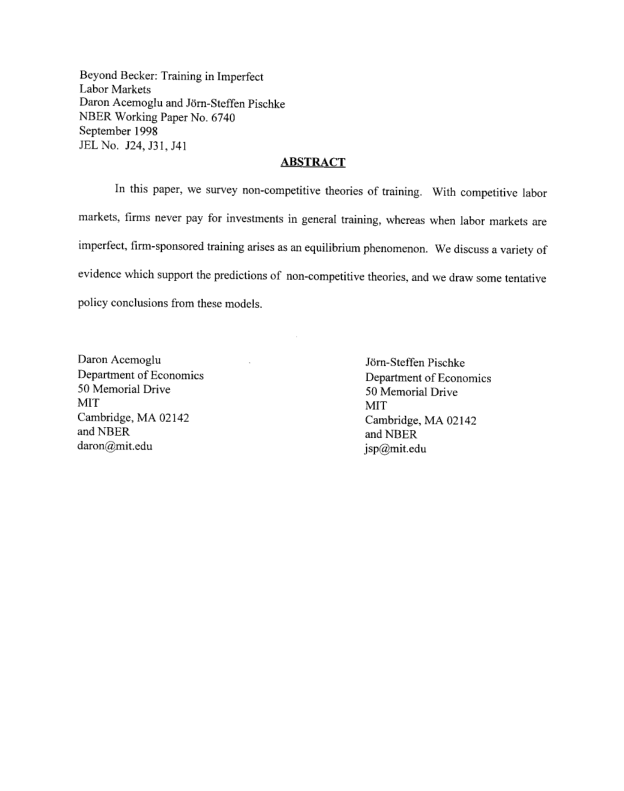 Beyond Becker: Training in Imperfect
Labor Markets
Daron Acemoglu and Jörn-Steffen Pischke
NBER Working Paper No. 6740
September 1998
JEL No. J24, J31, J41
ABSTRACT
In this paper, we survey non-competitive theories of training. With competitive labor
markets, firms never pay for investments in general training, whereas when labor markets are
imperfect, firm-sponsored training arises as an equilibrium phenomenon. We discuss a variety of
evidence which support the predictions of non-competitive theories, and we draw some tentative
policy conclusions from these models.
Daron Acemoglu
Department of Economics
50 Memorial Drive
MIT
Cambridge, MA 02142
and NBER
daron@mit.edu
Jörn-Steffen Pischke
Department of Economics
50 Memorial Drive
MIT
Cambridge, MA 02142
and NBER
jsp@mit.edu